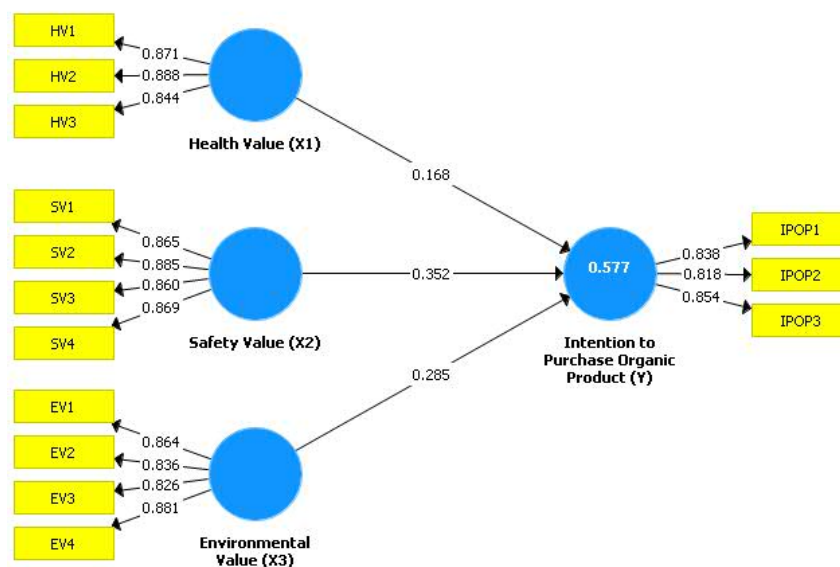 HV1
0.871
HV2
0.888
HV3
0.844
Health Value (X1)
0.168
SV1
0.865
SV2
0.885
SV3
0.860
SV4
0.869
Safety Value (X2)
0.352
EV1
0.864
EV2
0.836
EV3
0.826
EV4
0.881
Environmental
Value (X3)
0.285
0.577
Intention to
Purchase Organic
Product (Y)
IPOP1
0.838
IPOP2
0.818
IPOP3
0.854